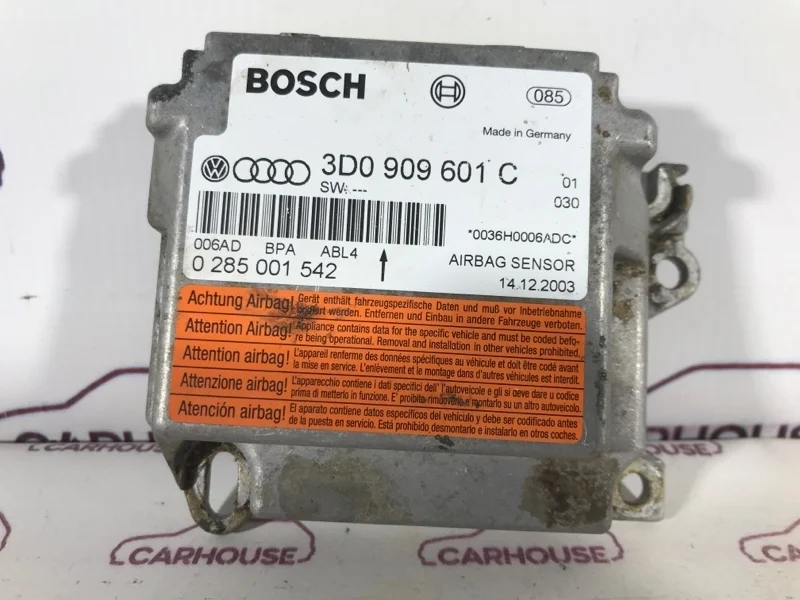 BOSCH
085
Made in Germany
3D0 909 601 C
01
SW: ---
030
*0036H0006ADC*
006AD BPA ABL4
AIRBAG SENSOR
0 285 001 542
14.12.2003
Achtung Airbag! Gerät enthält fahrzeugspezifische Daten und muß vor Inbetriebnahme
codiert werden. Entfernen und Einbau in andere Fahrzeuge verboten.
Attention Airbag! Appliance contains data for the specific vehicle and must be coded befo-
re being operational. Removal and installation in other vehicles prohibited.
Attention airbag! L'appareil renferme des données spécifiques au véhicule et doit être codé avant
la mise en service. L'enlèvement et le montage dans d'autres véhicules est interdit.
Attenzione airbag! L'apparecchio contiene i dati specifici dell' l'autoveicolo e gli si deve dare u codice
prima di metterlo in funzione. E' proibito rimuoverlo e montarlo su un altro autoveicolo.
Atención airbag! El aparato contiene datos específicos del vehículo y debe ser codificado antes
de la puesta en servicio. Está prohibido desmontarlo e instalarlo en otros coches.
CARHOUSE
CARHOUSE
CARHOUSE